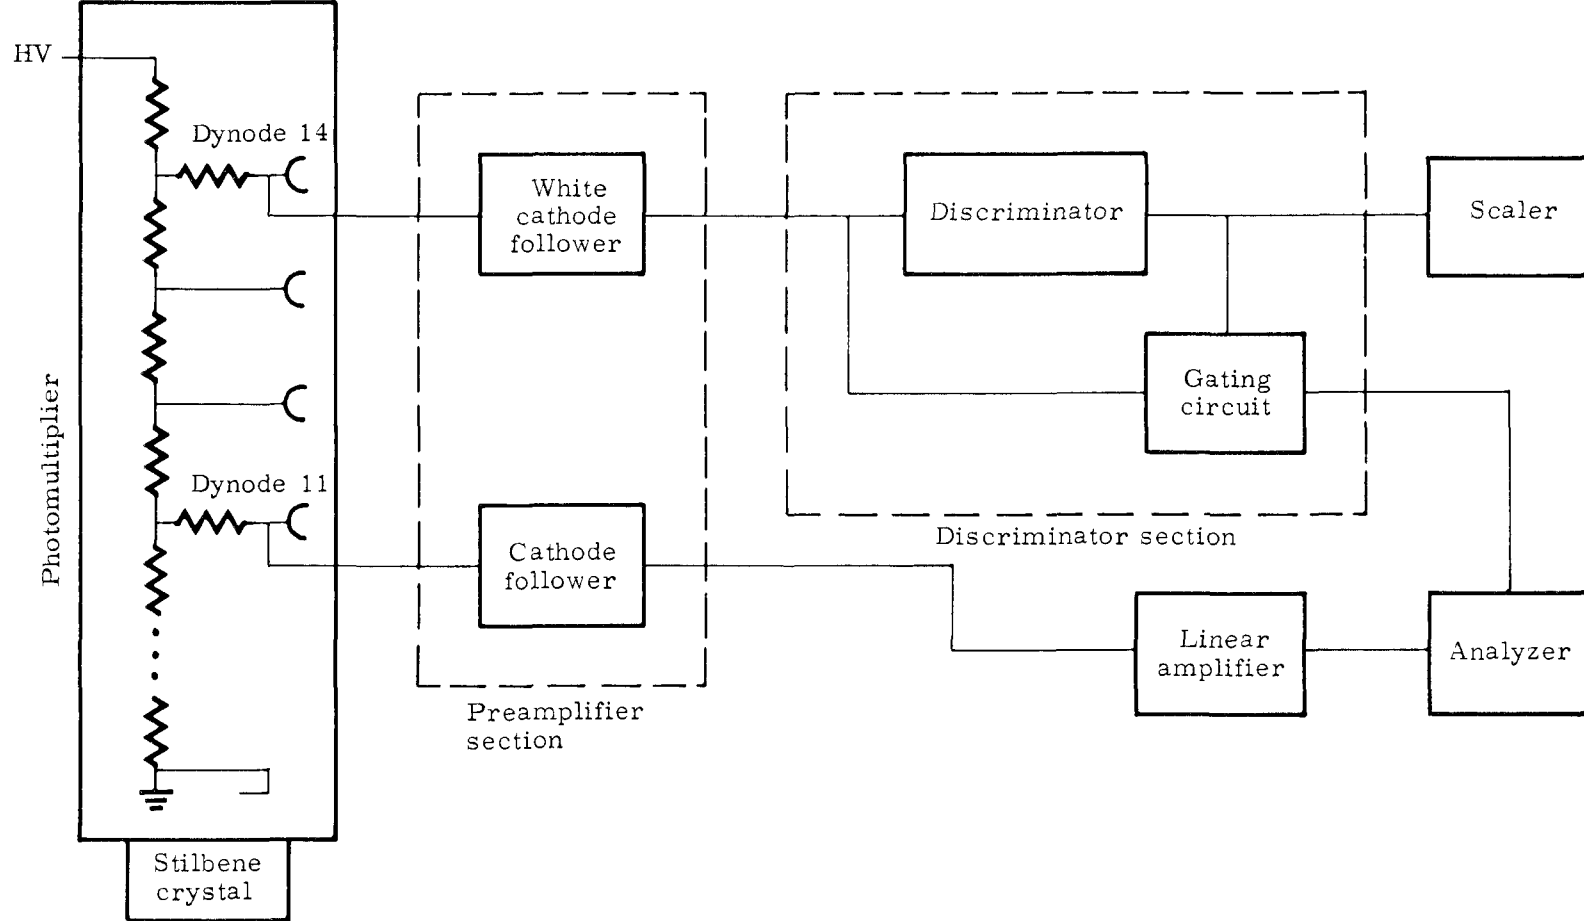 HV
Dynode 14
White
cathode
follower
Discriminator
Scaler
Gating
circuit
Photomultiplier
Dynode 11
Discriminator section
Cathode
follower
Linear
amplifier
Analyzer
Preamplifier
section
Stilbene
crystal